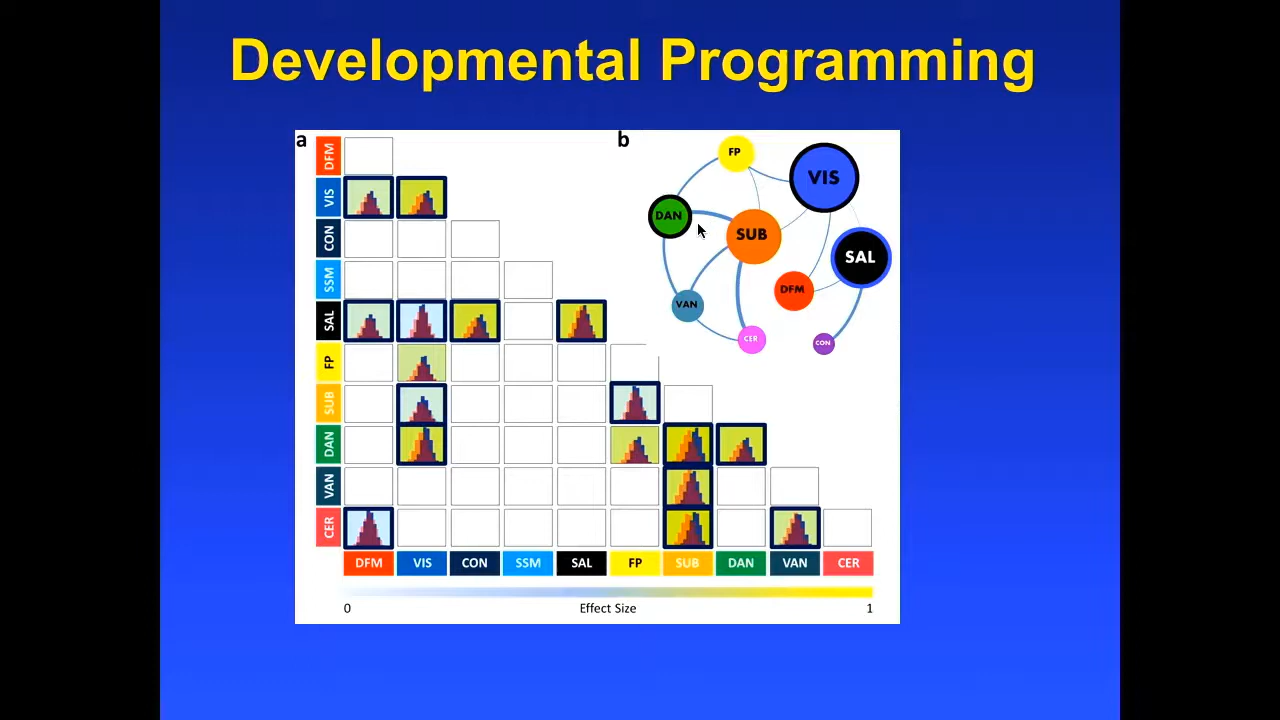 Developmental Programming
a
DFM
VIS
CON
SSM
SAL
FP
SUB
DAN
VAN
CER
DFM VIS CON SSM SAL FP SUB DAN VAN CER
0 Effect Size 1
b
FP
VIS
DAN
SUB
SAL
DFM
VAN
CER
CON